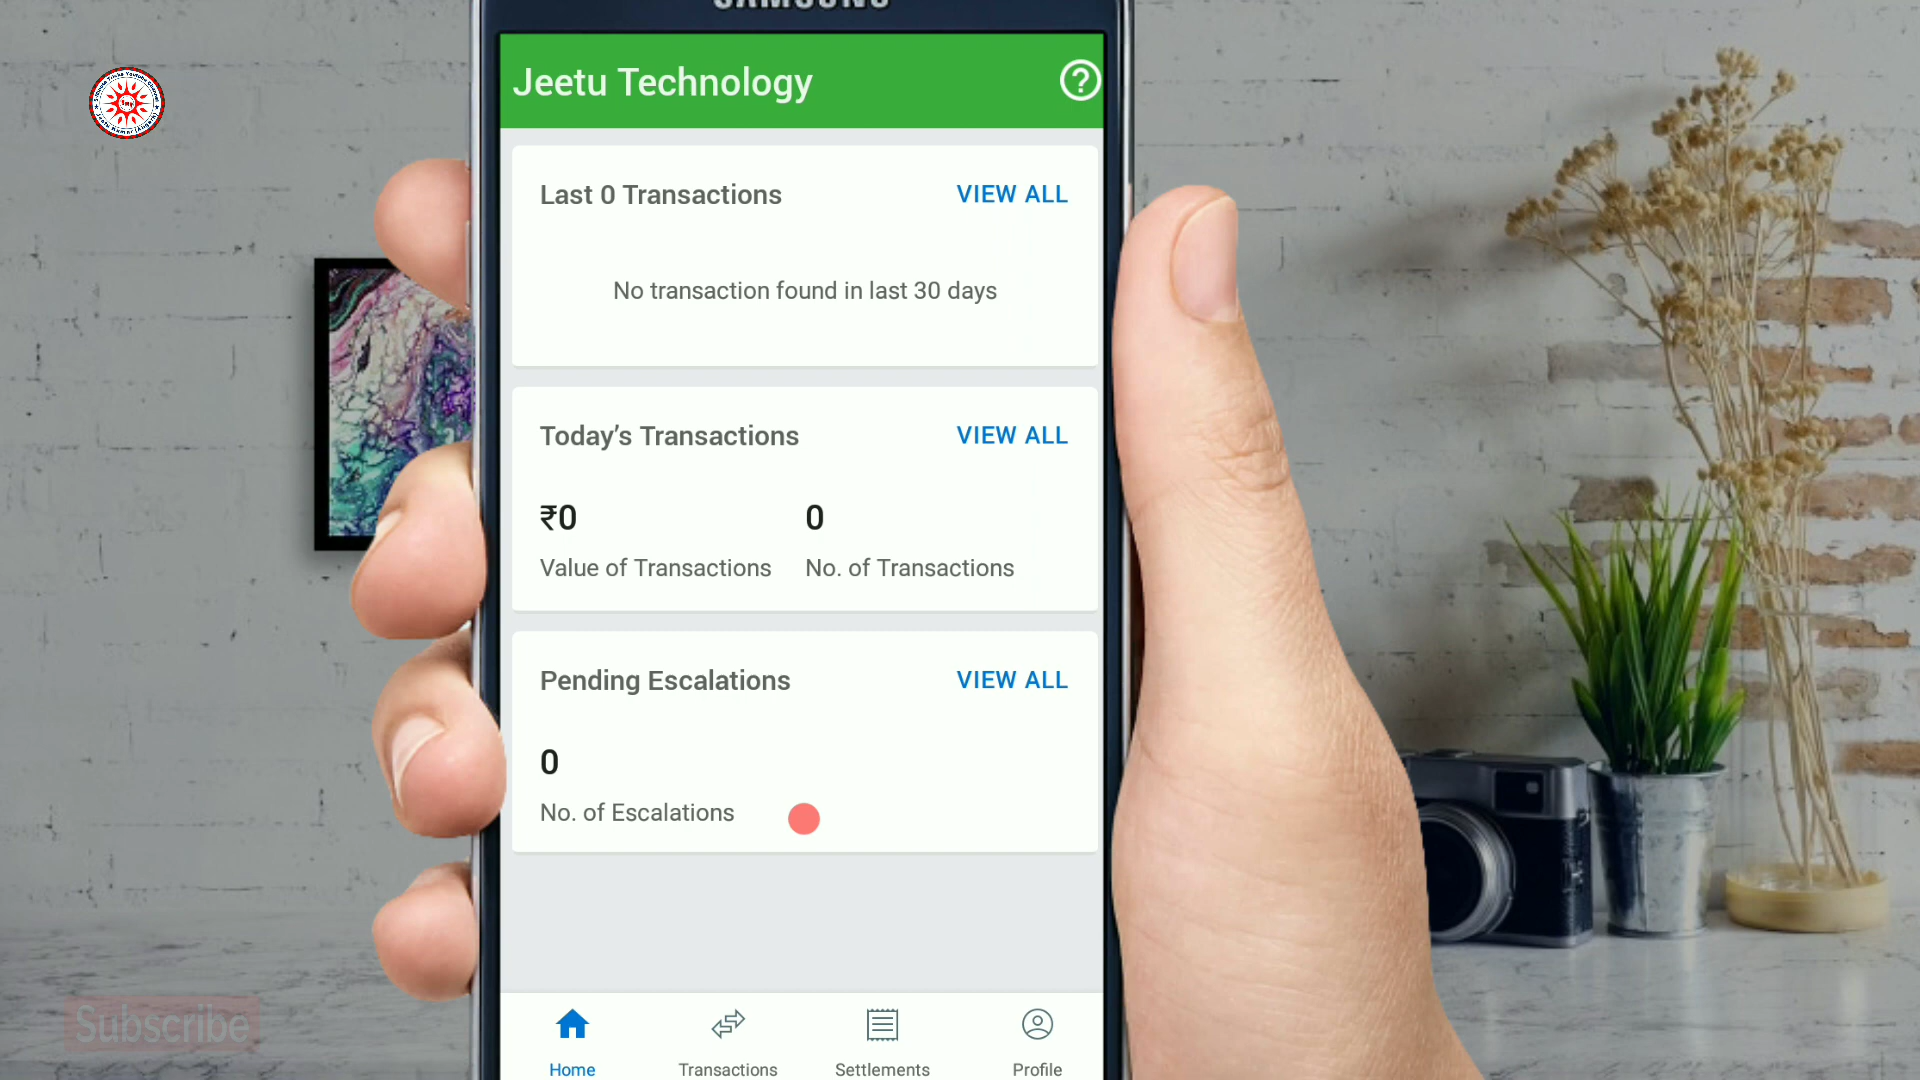 SAMSUNG
Jeetu Technology
Last 0 Transactions
VIEW ALL
No transaction found in last 30 days
Today’s Transactions
VIEW ALL
₹0
0
Value of Transactions
No. of Transactions
Pending Escalations
VIEW ALL
0
No. of Escalations
Home
Transactions
Settlements
Profile
Subscribe